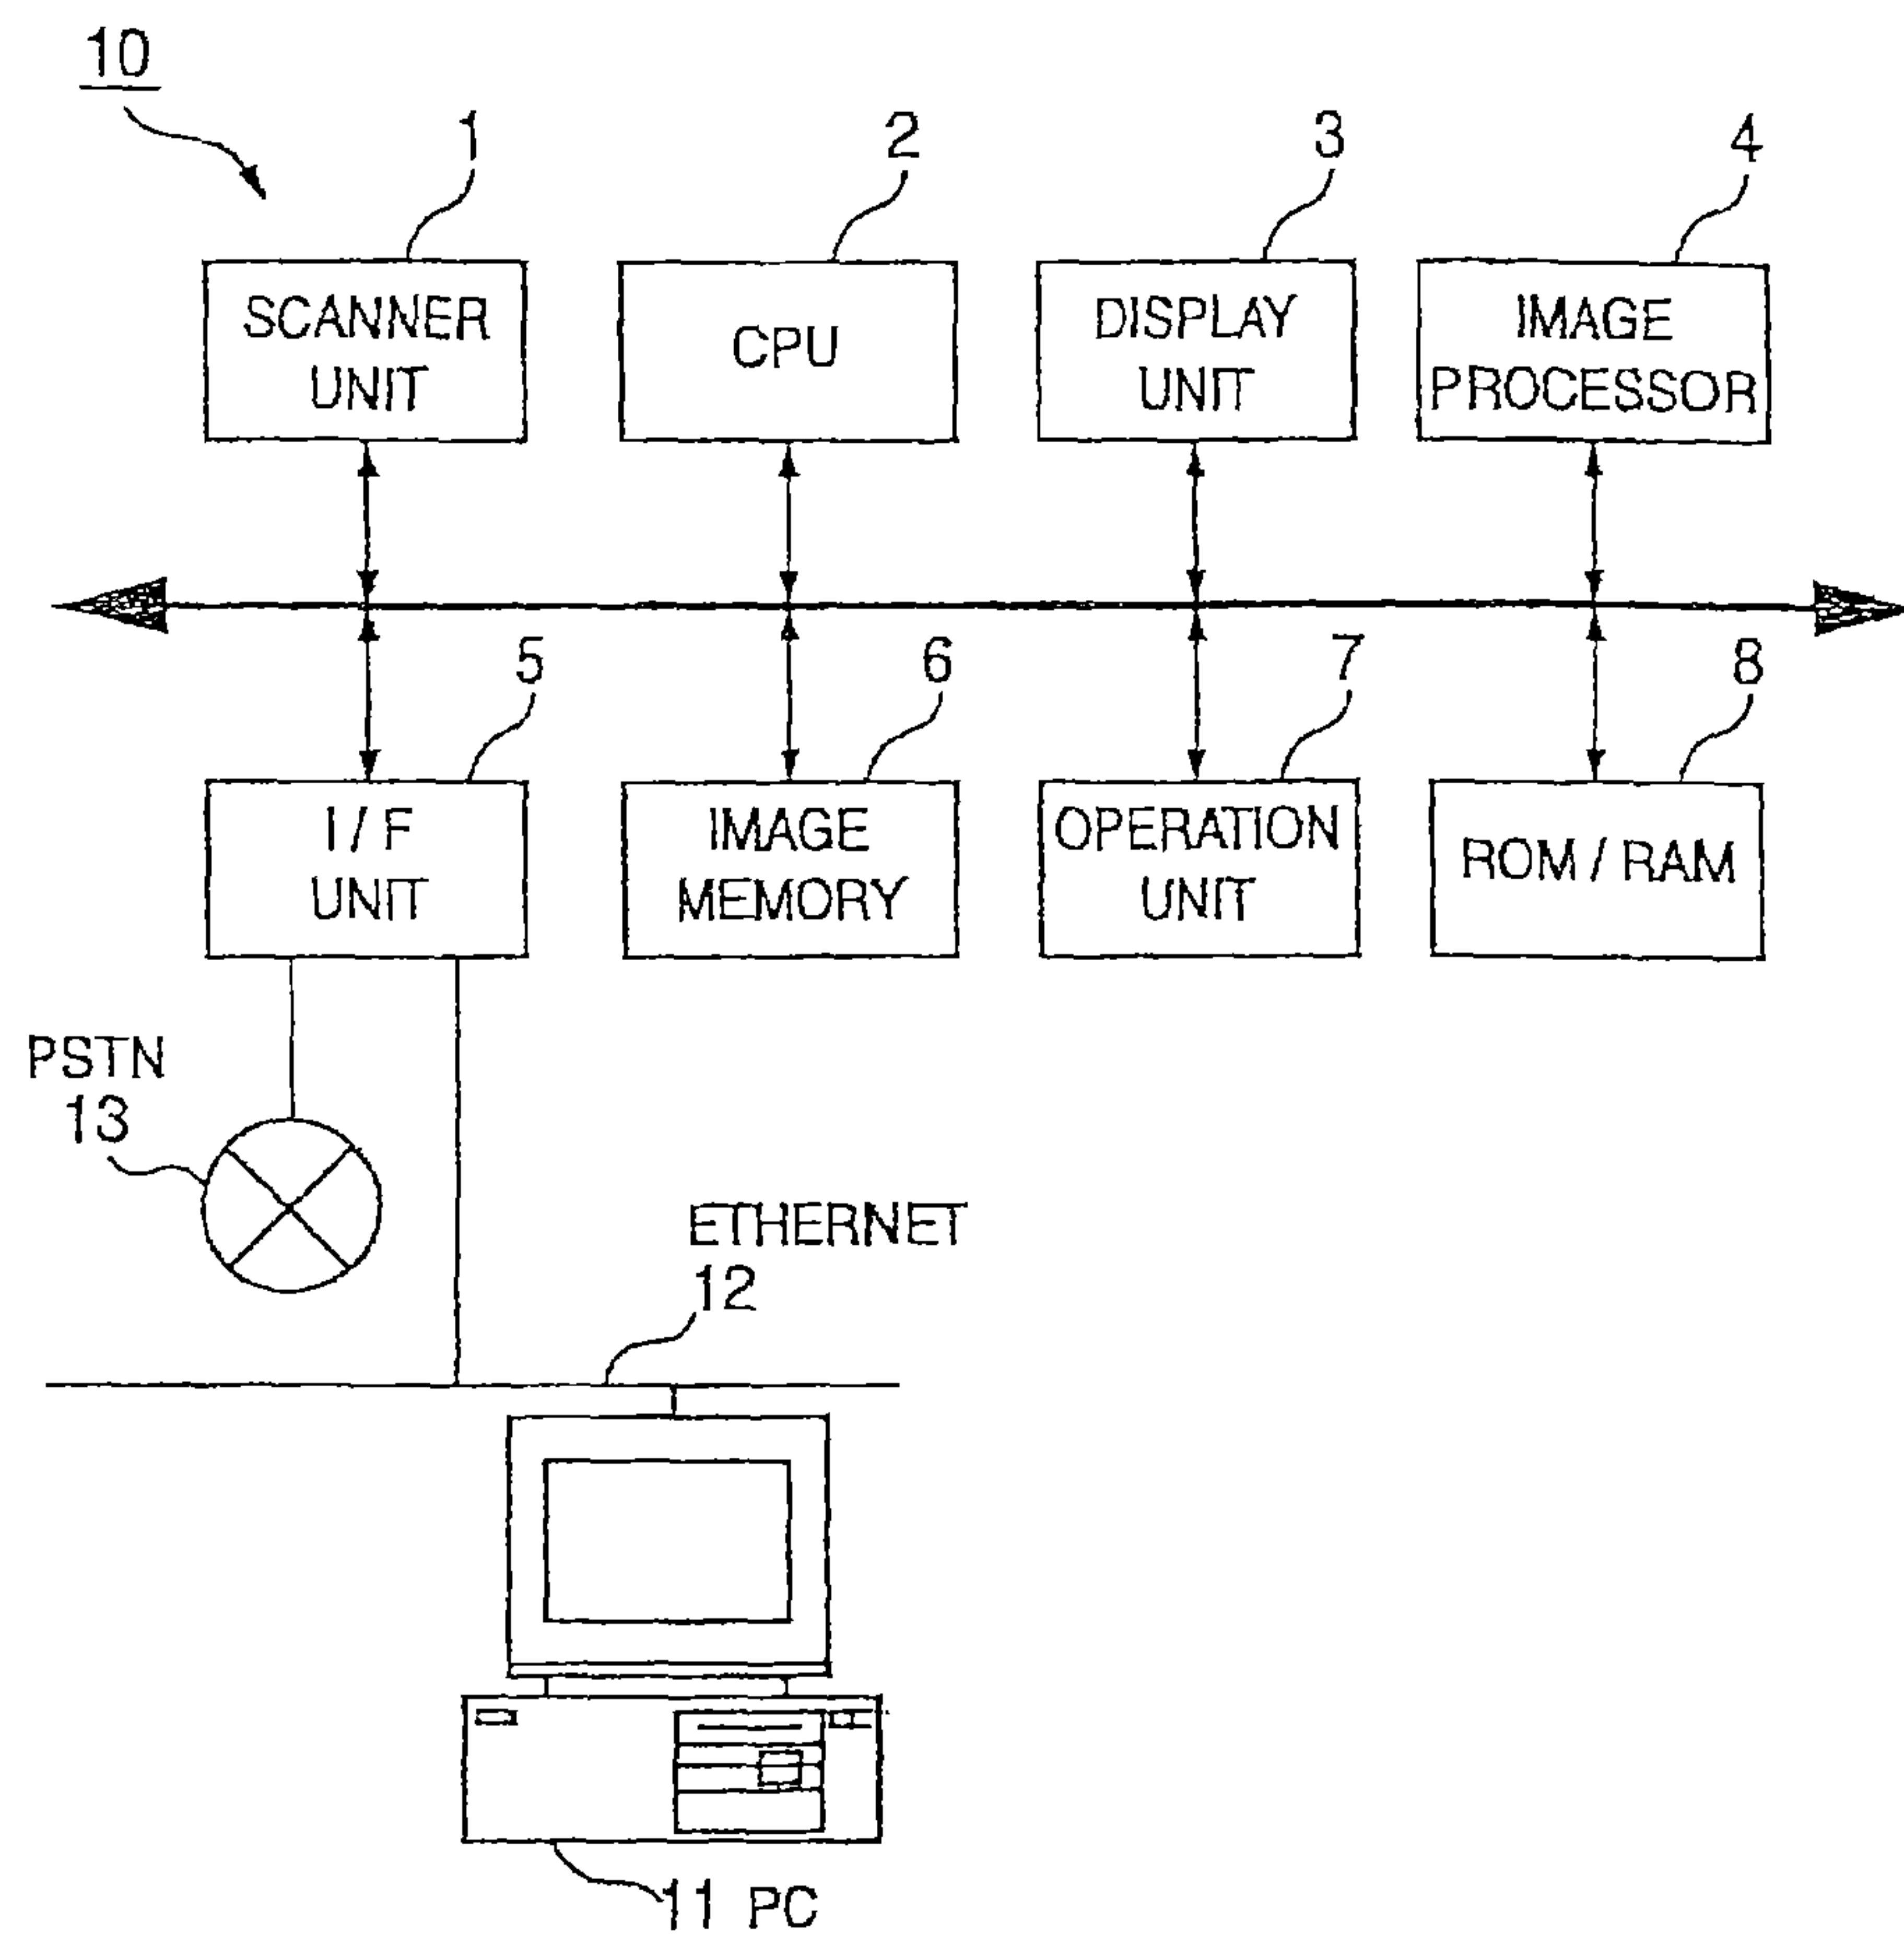 10
1
2
3
4
SCANNER
UNIT
CPU
DISPLAY
UNIT
IMAGE
PROCESSOR
5
6
7
8
I/F
UNIT
IMAGE
MEMORY
OPERATION
UNIT
ROM/RAM
PSTN
13
ETHERNET
12
11 PC